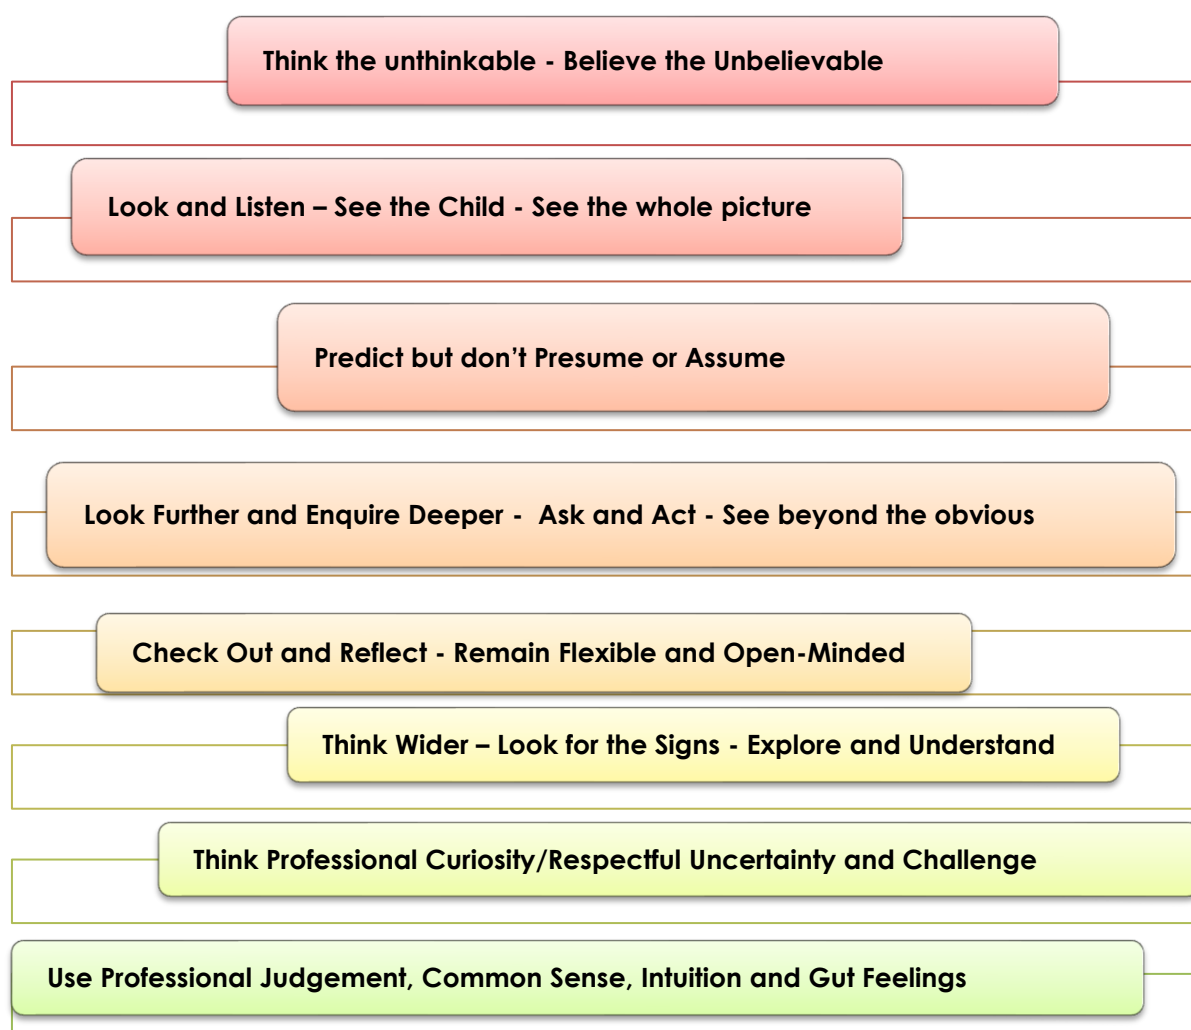 Think the unthinkable - Believe the Unbelievable
Look and Listen – See the Child - See the whole picture
Predict but don’t Presume or Assume
Look Further and Enquire Deeper -  Ask and Act - See beyond the obvious
Check Out and Reflect - Remain Flexible and Open-Minded
Think Wider – Look for the Signs - Explore and Understand
Think Professional Curiosity/Respectful Uncertainty and Challenge
Use Professional Judgement, Common Sense, Intuition and Gut Feelings